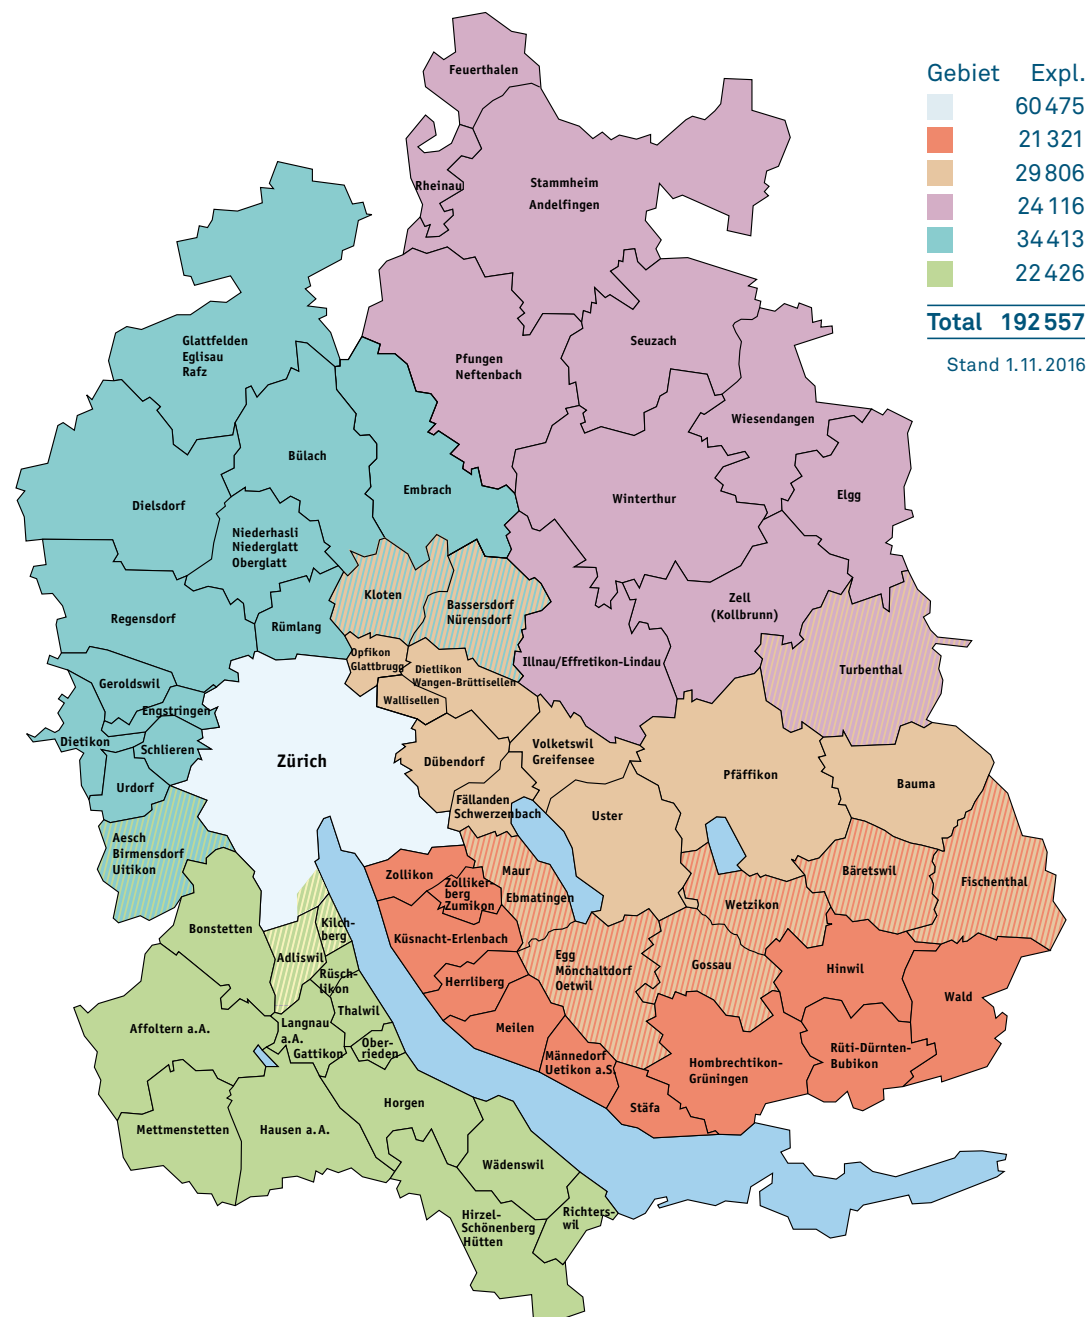 Gebiet Expl.
60 475
21 321
29 806
24 116
34 413
22 426
Total 192 557
Stand 1.11.2016
Feuerthalen
Rheinau
Stammheim
Andelfingen
Glattfelden
Eglisau
Rafz
Pfungen
Neftenbach
Seuzach
Wiesendangen
Bülach
Embrach
Dielsdorf
Winterthur
Elgg
Niederhasli
Niederglatt
Oberglatt
Kloten
Bassersdorf
Nürensdorf
Zell
(Kollbrunn)
Regensdorf
Rümlang
Opfikon
Glattbrugg
Dietlikon
Wangen-Brüttisellen
Illnau/Effretikon-Lindau
Turbenthal
Geroldswil
Engstringen
Wallisellen
Dietikon
Schlieren
Zürich
Dübendorf
Volketswil
Greifensee
Pfäffikon
Bauma
Urdorf
Fällanden
Schwerzenbach
Uster
Aesch
Birmensdorf
Uitikon
Zollikon
Zolliker-
berg
Zumikon
Maur
Ebmatingen
Wetzikon
Bäretswil
Fischenthal
Bonstetten
Kilch-
berg
Küsnacht-Erlenbach
Adliswil
Rüsch-
likon
Herrliberg
Egg
Mönchaltdorf
Oetwil
Gossau
Hinwil
Wald
Affoltern a.A.
Langnau
a.A.
Gattikon
Thalwil
Ober-
rieden
Meilen
Männedorf
Uetikon a.S
Hombrechtikon-
Grüningen
Rüti-Dürnten-
Bubikon
Stäfa
Mettmenstetten
Hausen a.A.
Horgen
Wädenswil
Hirzel-
Schönenberg
Hütten
Richters-
wil